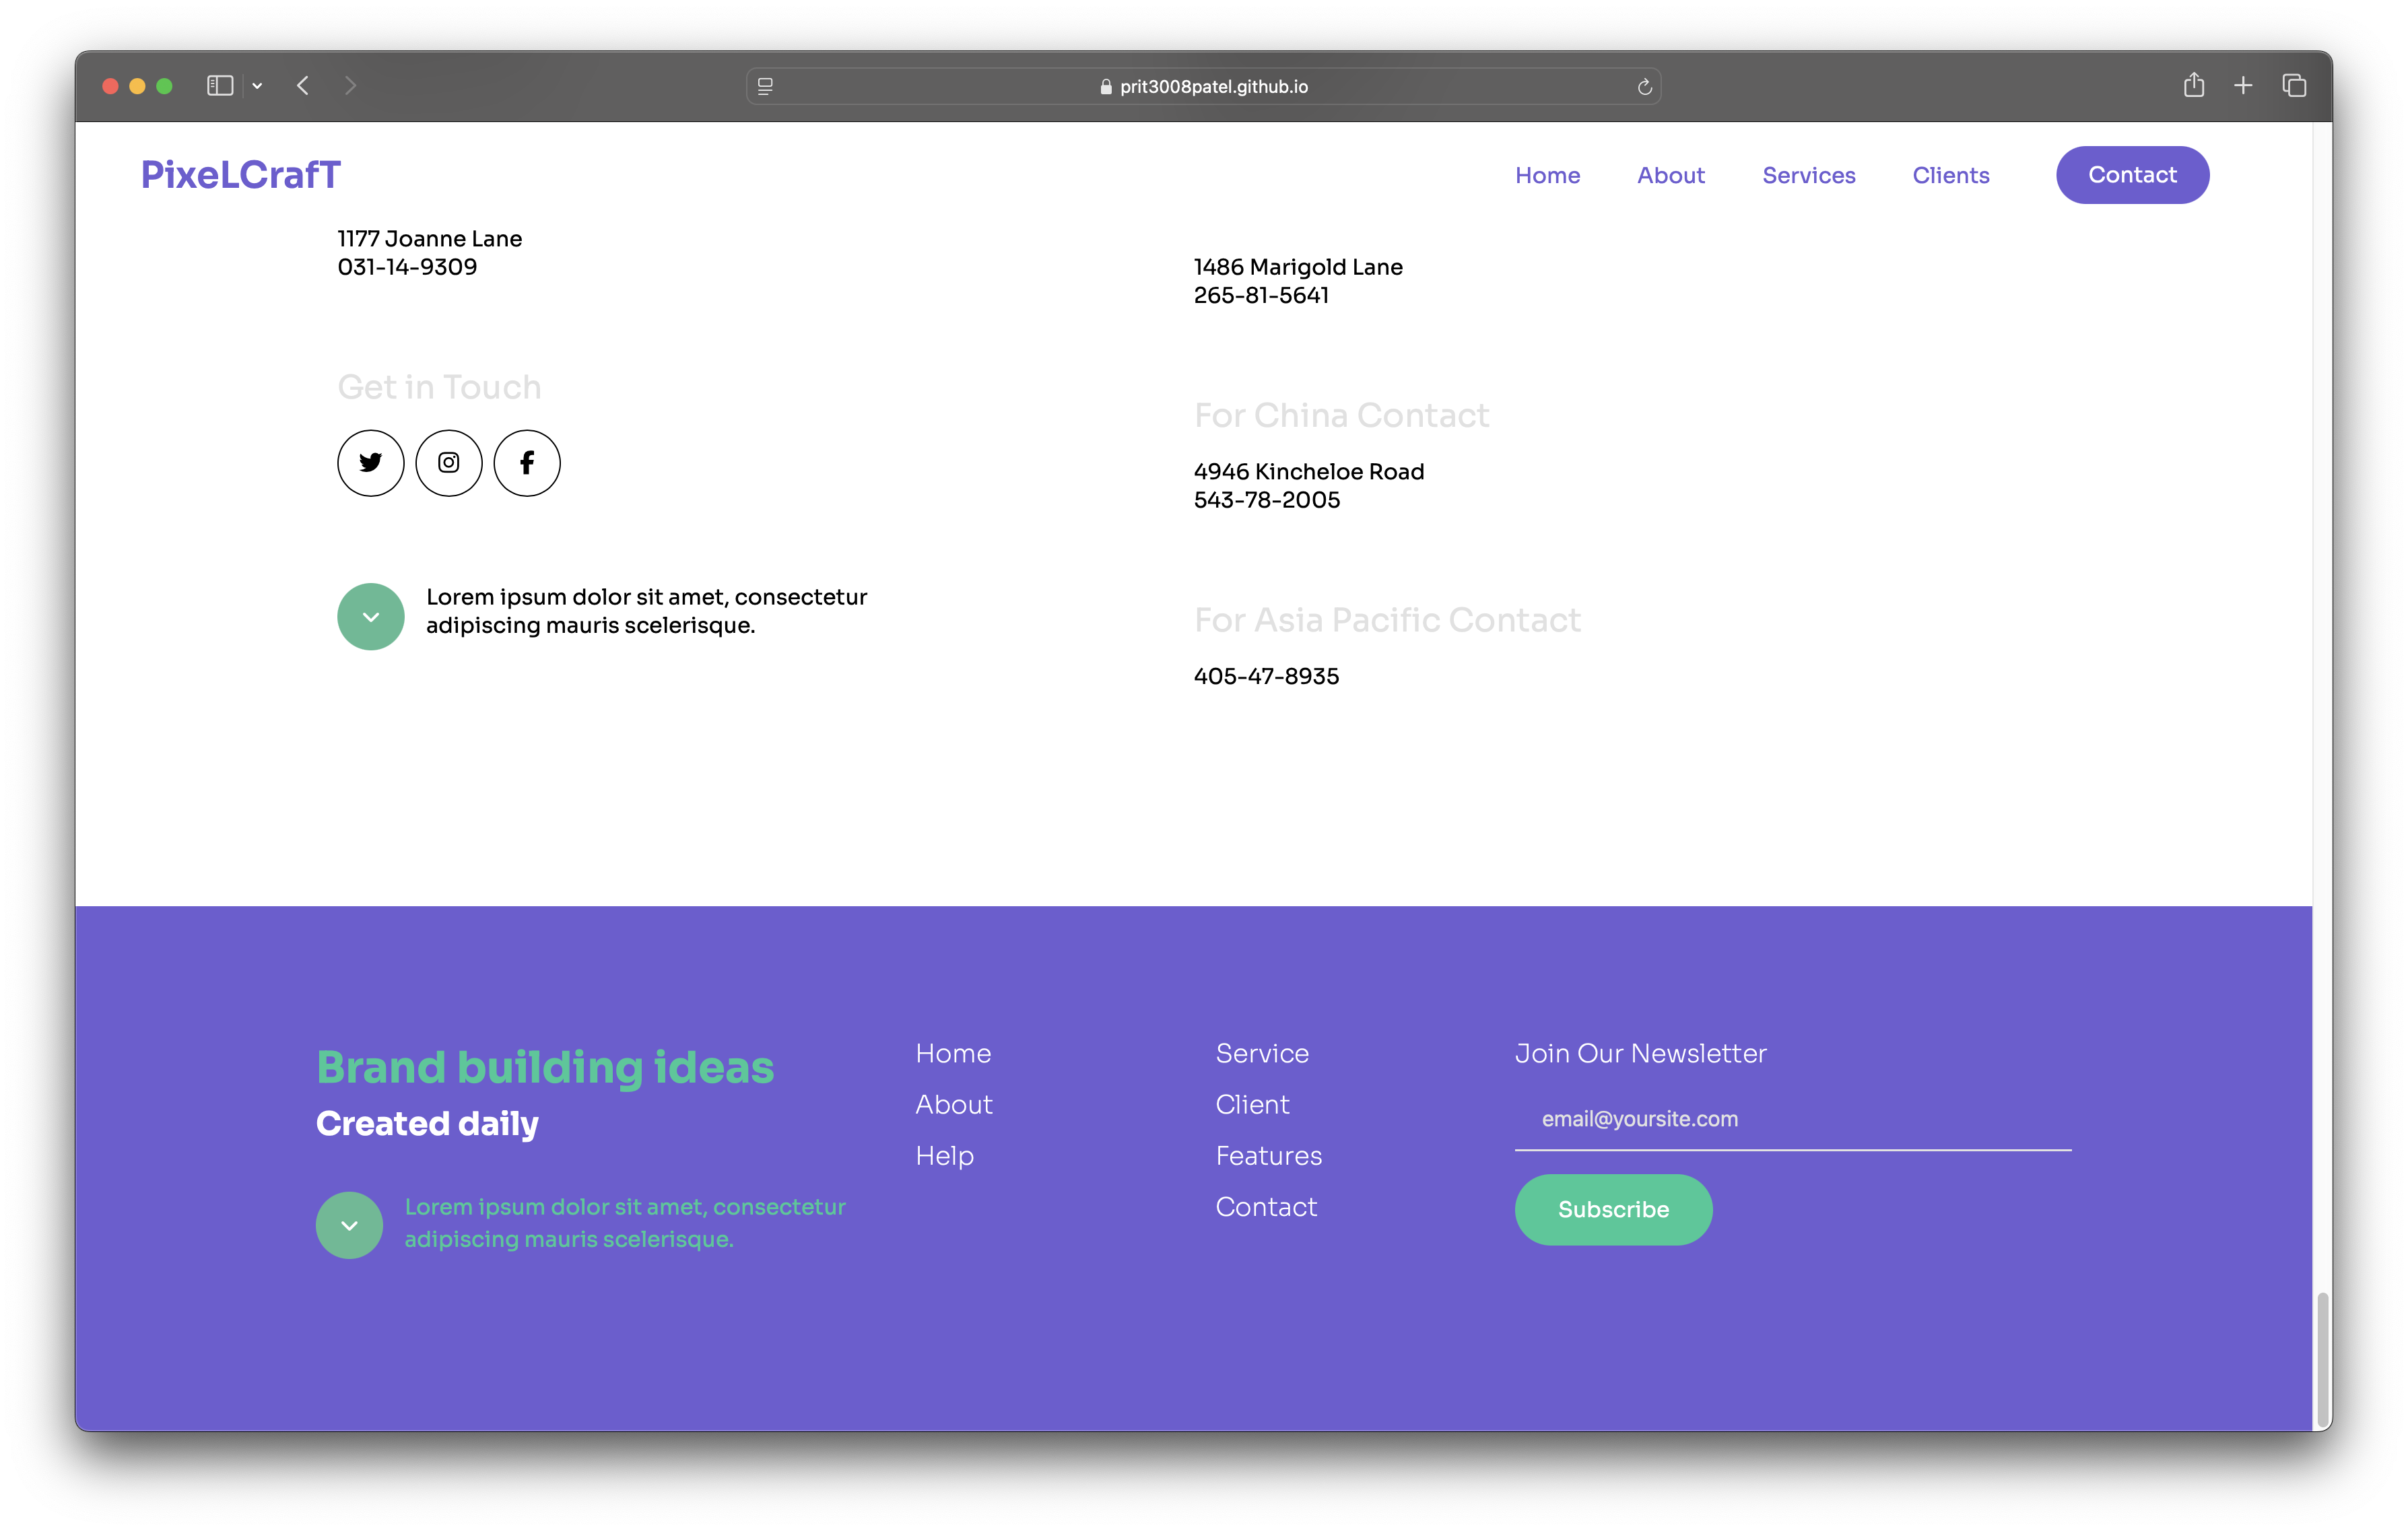 prit3008patel.github.io
PixeLCrafT
Home
About
Services
Clients
Contact
1177 Joanne Lane
031-14-9309
Get in Touch
Lorem ipsum dolor sit amet, consectetur
adipiscing mauris scelerisque.
1486 Marigold Lane
265-81-5641
For China Contact
4946 Kincheloe Road
543-78-2005
For Asia Pacific Contact
405-47-8935
Brand building ideas
Created daily
Lorem ipsum dolor sit amet, consectetur
adipiscing mauris scelerisque.
Home
About
Help
Service
Client
Features
Contact
Join Our Newsletter
email@yoursite.com
Subscribe